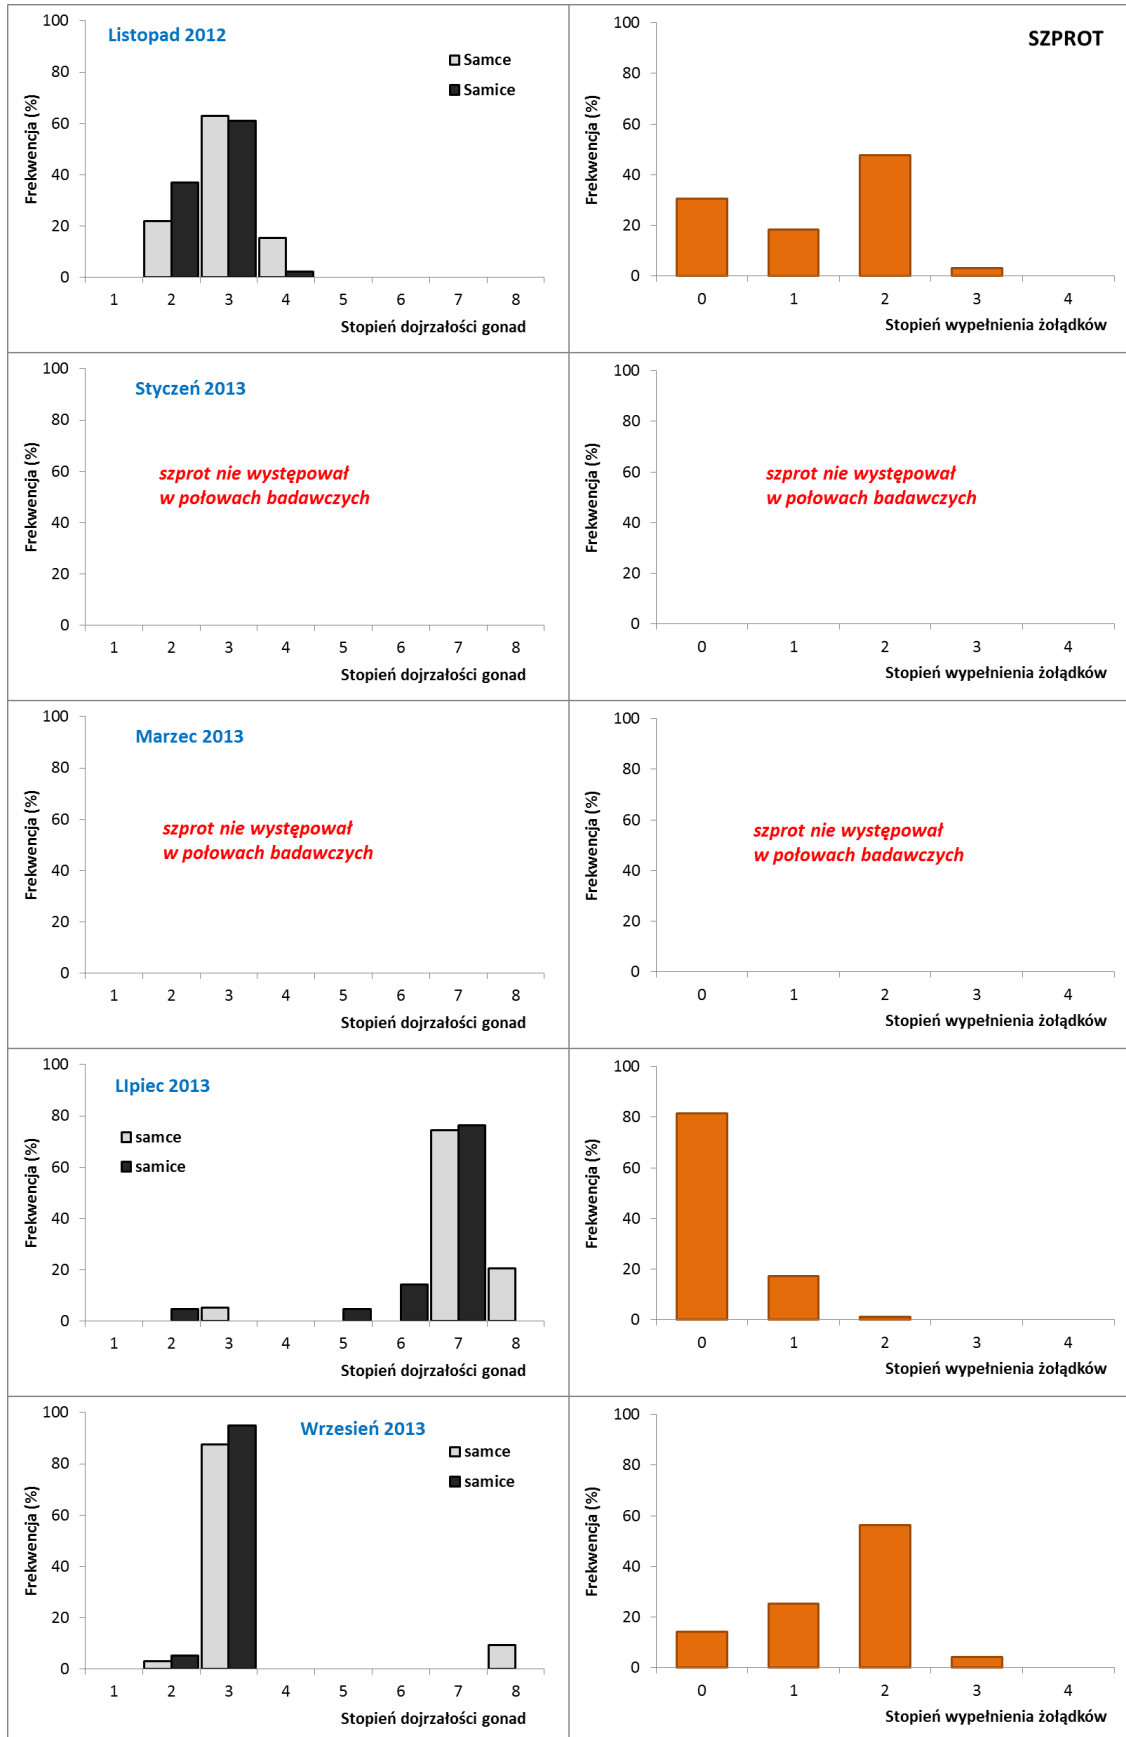 Listopad 2012
Samce
Samice
Frekwencja (%)
100
80
60
40
20
0
1 2 3 4 5 6 7 8
Stopień dojrzałości gonad
SZPROT
Frekwencja (%)
100
80
60
40
20
0
0 1 2 3 4
Stopień wypełnienia żołądków
Styczeń 2013
szprot nie występował
w połowach badawczych
Frekwencja (%)
100
80
60
40
20
0
1 2 3 4 5 6 7 8
Stopień dojrzałości gonad
szprot nie występował
w połowach badawczych
Frekwencja (%)
100
80
60
40
20
0
0 1 2 3 4
Stopień wypełnienia żołądków
Marzec 2013
szprot nie występował
w połowach badawczych
Frekwencja (%)
100
80
60
40
20
0
1 2 3 4 5 6 7 8
Stopień dojrzałości gonad
szprot nie występował
w połowach badawczych
Frekwencja (%)
100
80
60
40
20
0
0 1 2 3 4
Stopień wypełnienia żołądków
LIpiec 2013
samce
samice
Frekwencja (%)
100
80
60
40
20
0
1 2 3 4 5 6 7 8
Stopień dojrzałości gonad
Frekwencja (%)
100
80
60
40
20
0
0 1 2 3 4
Stopień wypełnienia żołądków
Wrzesień 2013
samce
samice
Frekwencja (%)
100
80
60
40
20
0
1 2 3 4 5 6 7 8
Stopień dojrzałości gonad
Frekwencja (%)
100
80
60
40
20
0
0 1 2 3 4
Stopień wypełnienia żołądków